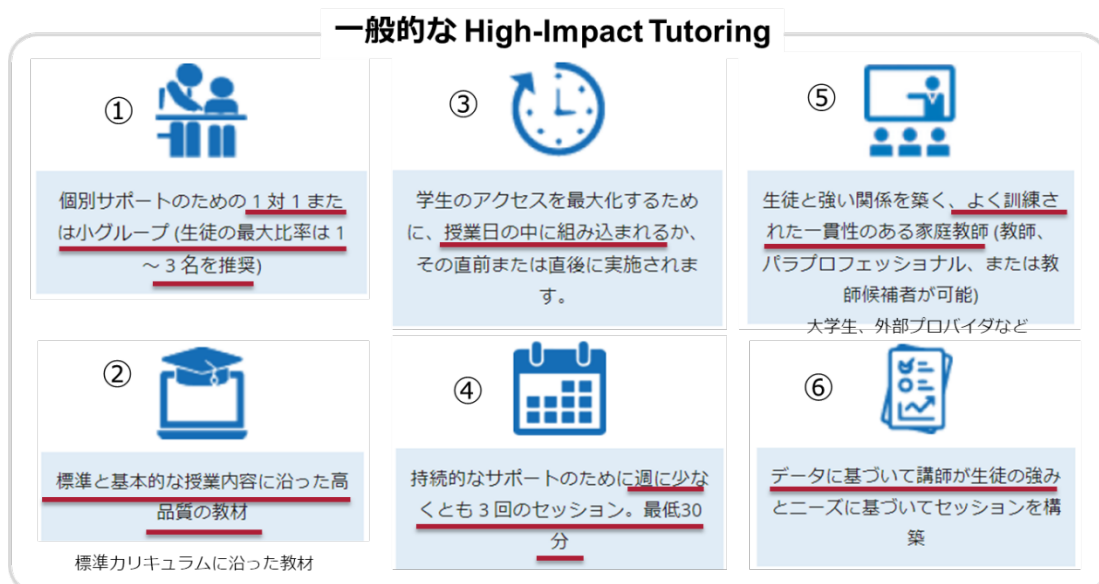 一般的な High-Impact Tutoring
①
個別サポートのための 1 対 1 また
は小グループ (生徒の最大比率は 1
～ 3 名を推奨)
②
標準と基本的な授業内容に沿った高
品質の教材
標準カリキュラムに沿った教材
③
学生のアクセスを最大化するため
に、授業日の中に組み込まれるか、
その直前または直後に実施されま
す。
④
持続的なサポートのために週に少な
くとも 3 回のセッション。最低30
分
⑤
生徒と強い関係を築く、よく訓練さ
れた一貫性のある家庭教師 (教師、
パラプロフェッショナル、または教
師候補者が可能)
大学生、外部プロバイダなど
⑥
データに基づいて講師が生徒の強み
とニーズに基づいてセッションを構
築